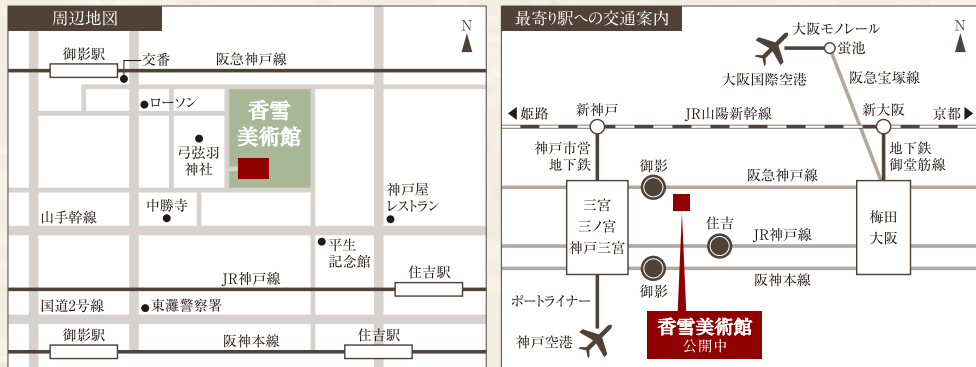 周辺地図
N
御影駅
交番
阪急神戸線
ローソン
香雪
美術館
弓弦羽
神社
中勝寺
神戸屋
レストラン
山手幹線
平生
記念館
JR神戸線
住吉駅
国道2号線
東灘警察署
御影駅
阪神本線
住吉駅
最寄り駅への交通案内
N
大阪モノレール
蛍池
大阪国際空港
阪急宝塚線
姫路
新神戸
JR山陽新幹線
新大阪
京都
神戸市営
地下鉄
地下鉄
御堂筋線
御影
阪急神戸線
三宮
三ノ宮
神戸三宮
住吉
JR神戸線
梅田
大阪
御影
阪神本線
ポートライナー
神戸空港
香雪美術館
公開中